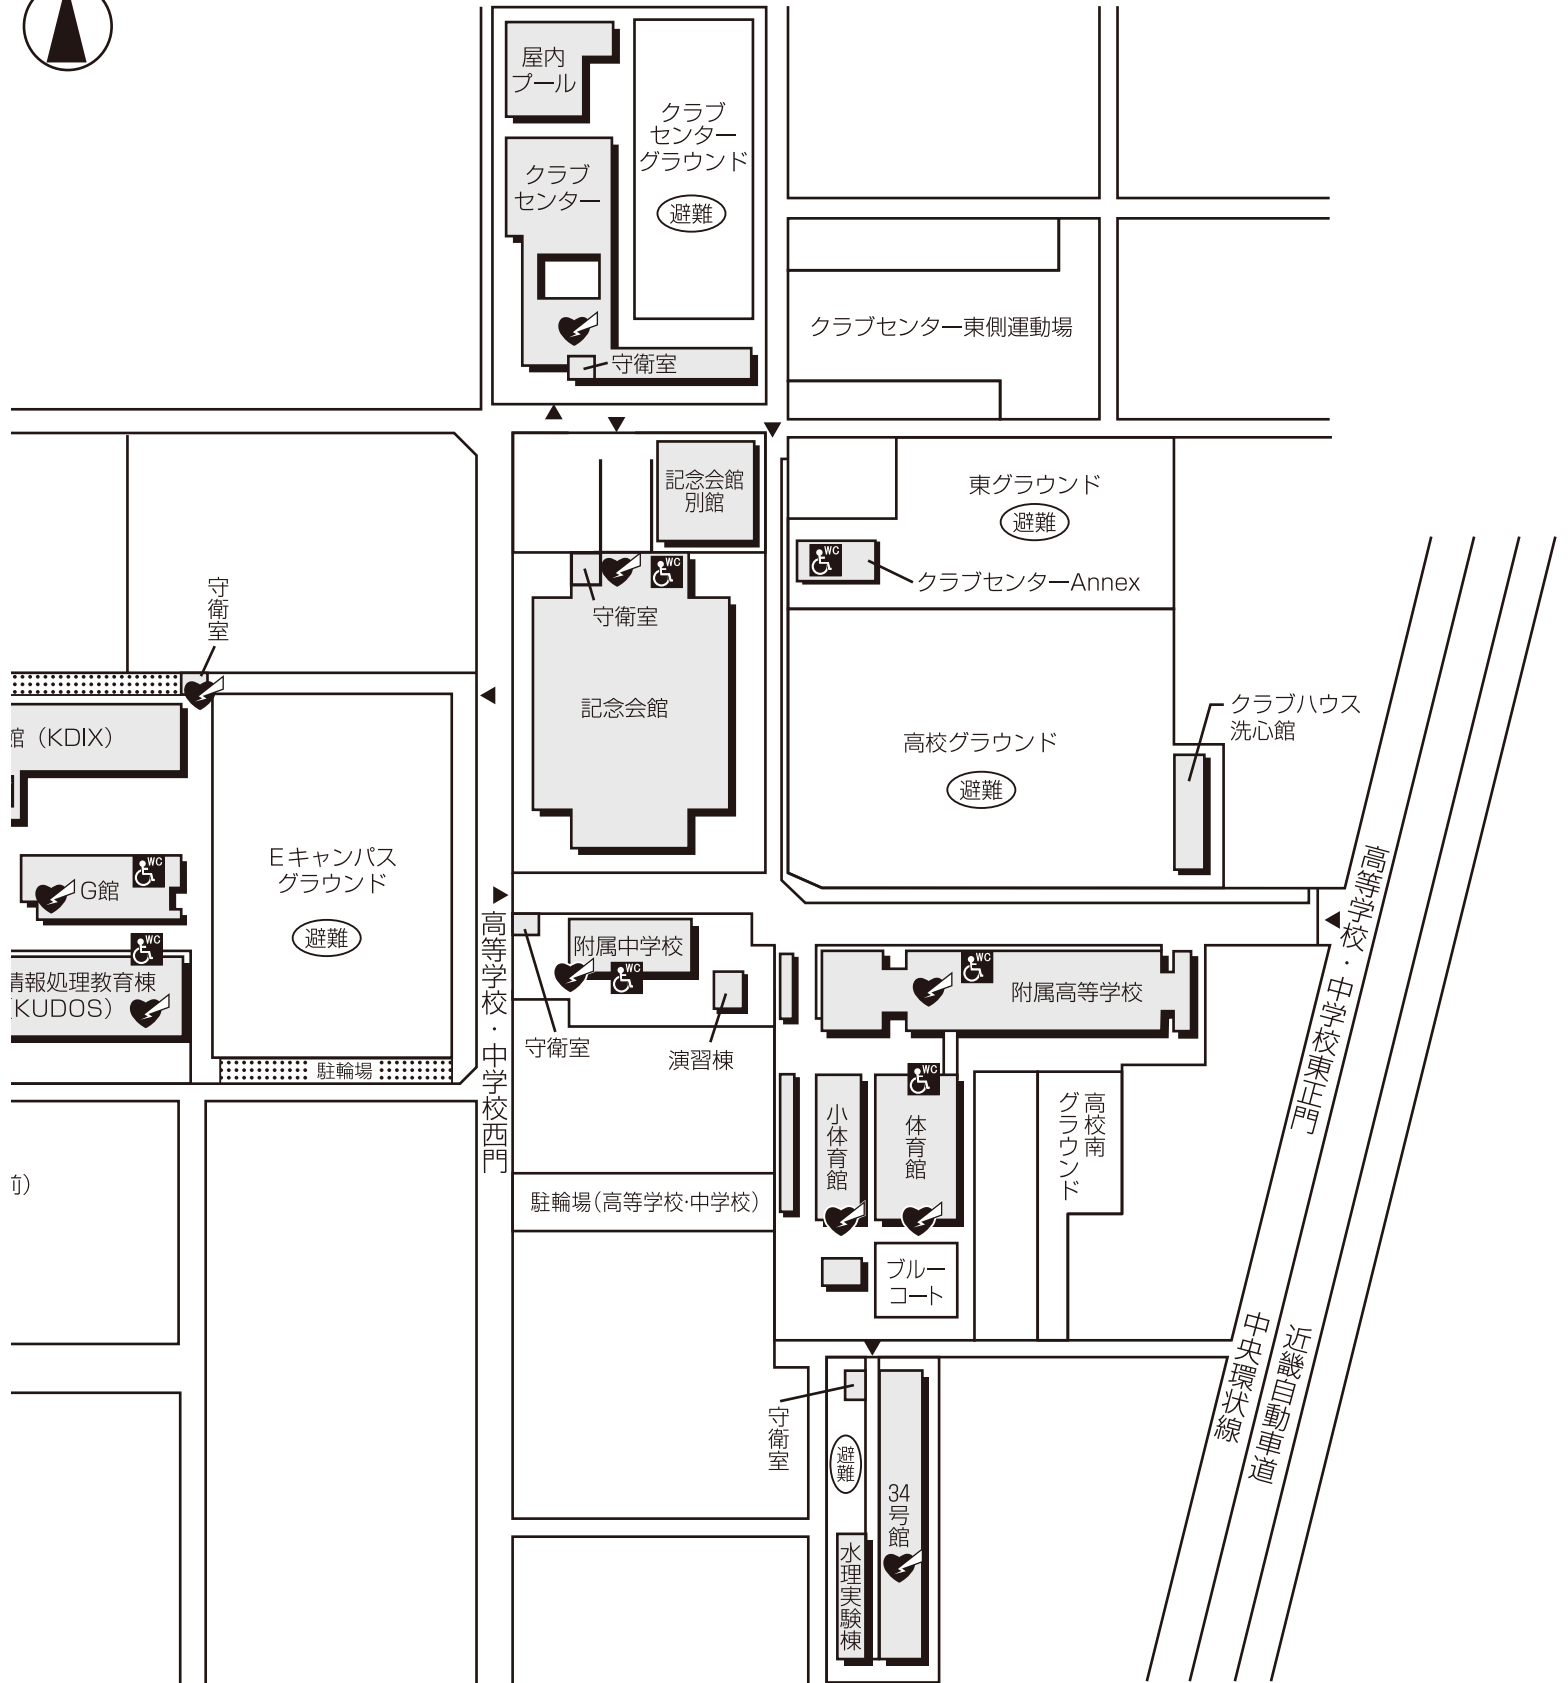 屋内
プール
クラブ
センター
グラウンド
避難
クラブ
センター
守衛室
クラブセンター東側運動場
記念会館
別館
東グラウンド
避難
WC
クラブセンターAnnex
WC
守衛室
守衛室
記念会館
クラブハウス
洗心館
高校グラウンド
避難
館（KDIX）
Eキャンパス
グラウンド
避難
WC
G館
WC
情報処理教育棟
（KUDOS）
駐輪場
高等学校・中学校西門
附属中学校
WC
守衛室
演習棟
WC
附属高等学校
高等学校・中学校東正門
WC
小体育館
体育館
高校南
グラウンド
前）
駐輪場（高等学校・中学校）
ブルー
コート
中央環状線
近畿自動車道
守衛室
避難
34号館
水理実験棟